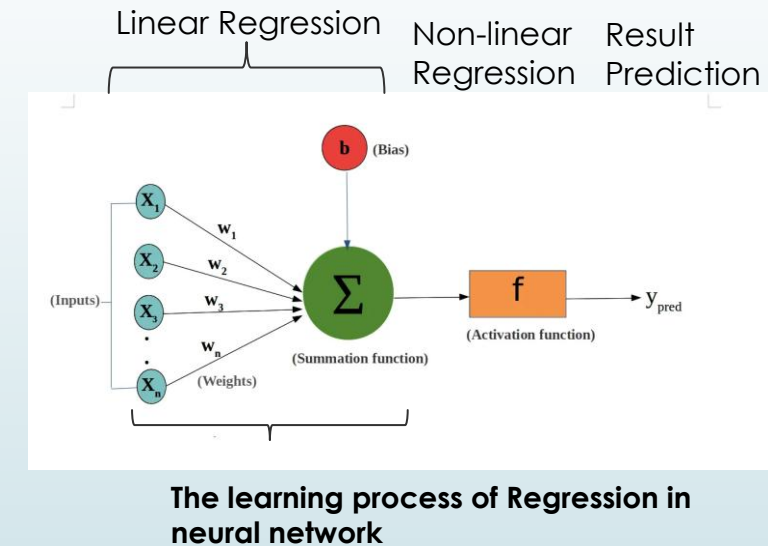 Linear Regression
Non-linear
Regression
Result
Prediction
b
(Bias)
X1
w1
X2
w2
(Inputs)
X3
w3
Σ
f
ypred
(Activation function)
wn
(Summation function)
Xn
(Weights)
The learning process of Regression in
neural network